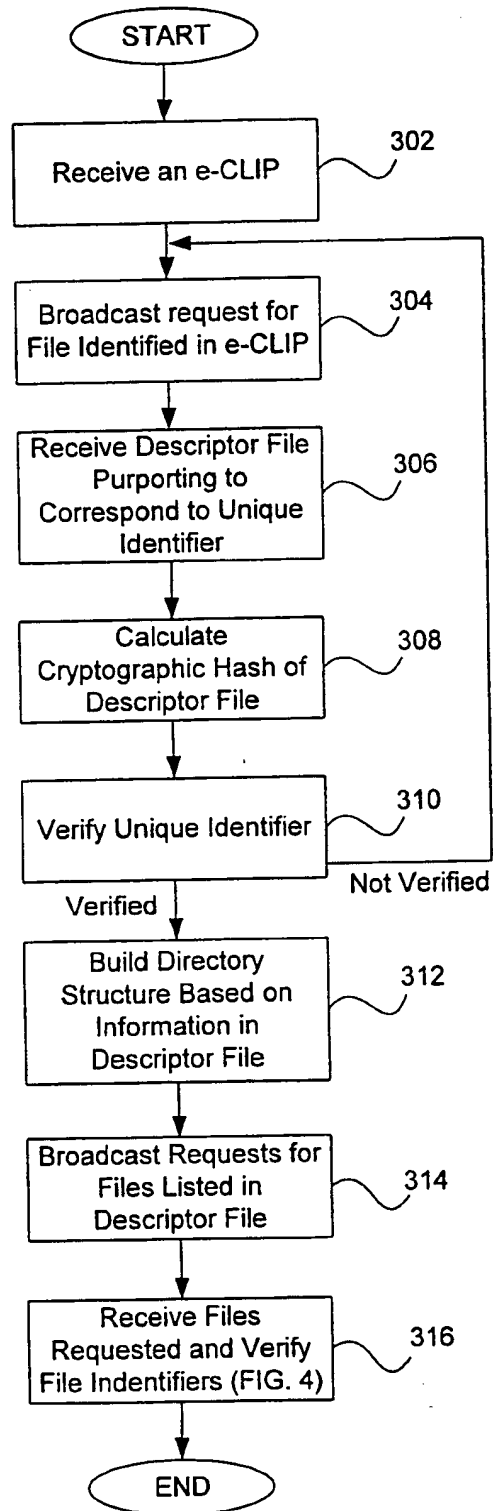 START
Receive an e-CLIP
302
Broadcast request for
File Identified in e-CLIP
304
Receive Descriptor File
Purporting to
Correspond to Unique
Identifier
306
Calculate
Cryptographic Hash of
Descriptor File
308
Verify Unique Identifier
310
Not Verified
Verified
Build Directory
Structure Based on
Information in
Descriptor File
312
Broadcast Requests for
Files Listed in
Descriptor File
314
Receive Files
Requested and Verify
File Indentifiers (FIG. 4)
316
END